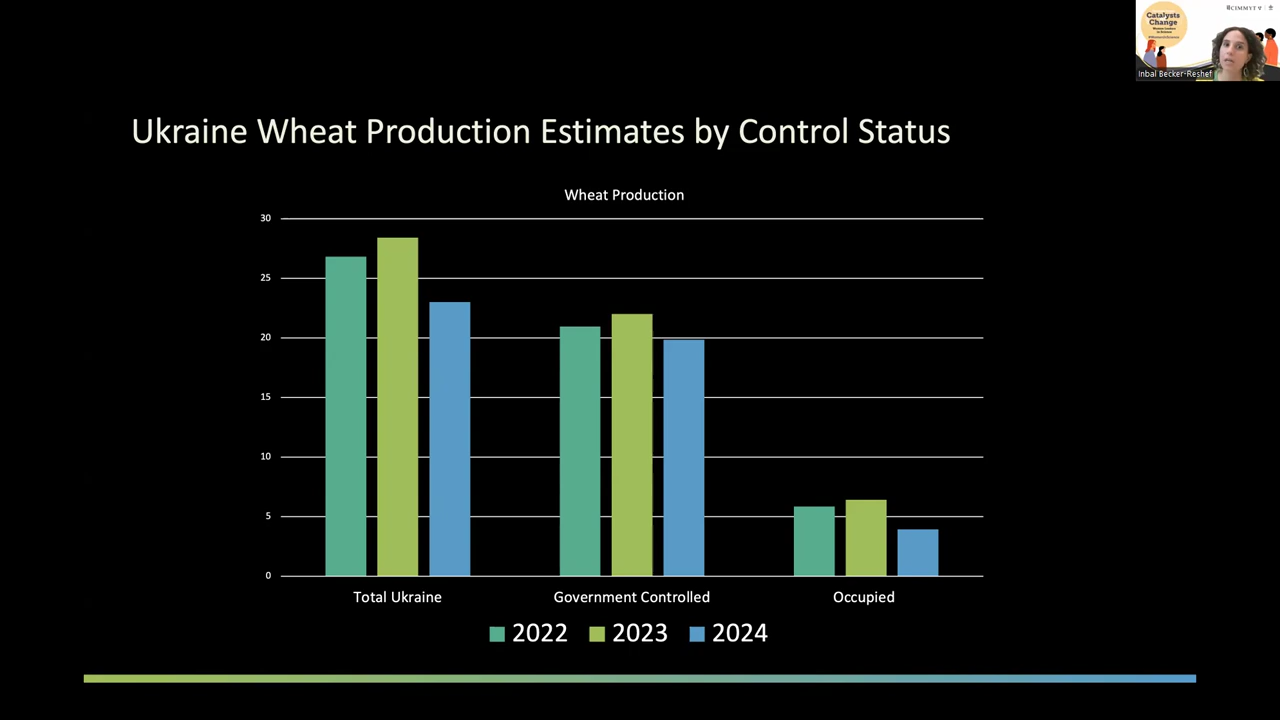 Catalysts
Change
CIMMYT
Inbal Becker-Reshef
Ukraine Wheat Production Estimates by Control Status
Wheat Production
30
25
20
15
10
5
0
Total Ukraine
Government Controlled
Occupied
2022
2023
2024